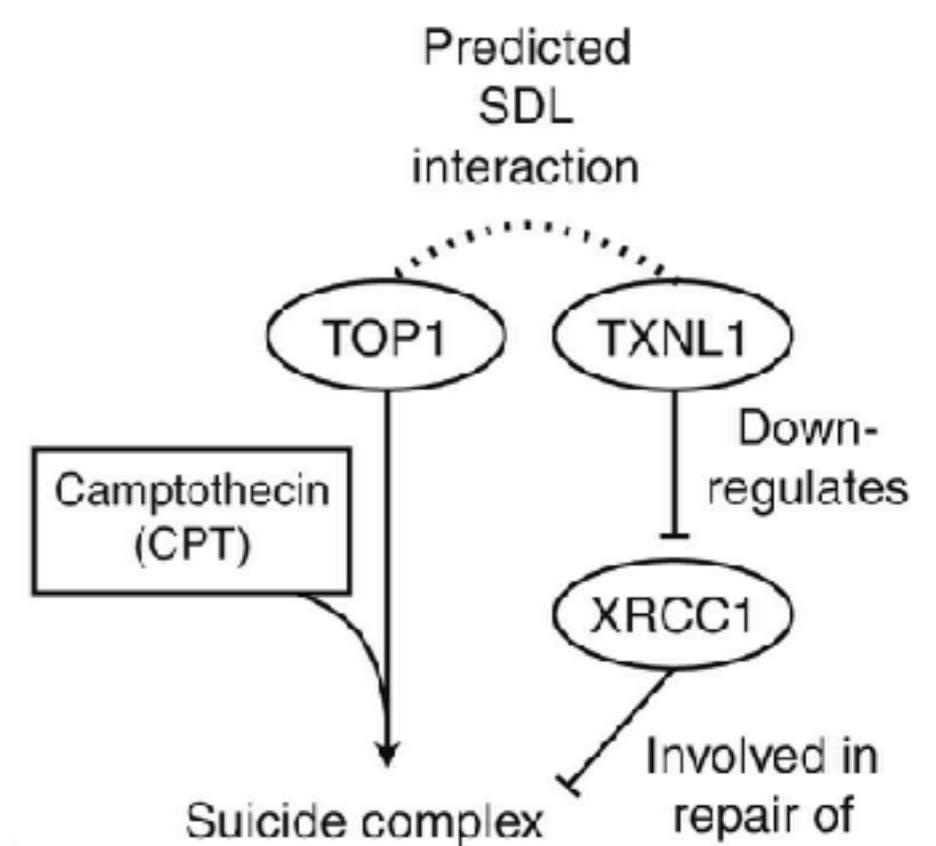 Predicted
SDL
interaction
TOP1
TXNL1
Down-
regulates
Camptothecin
(CPT)
XRCC1
Involved in
repair of
Suicide complex